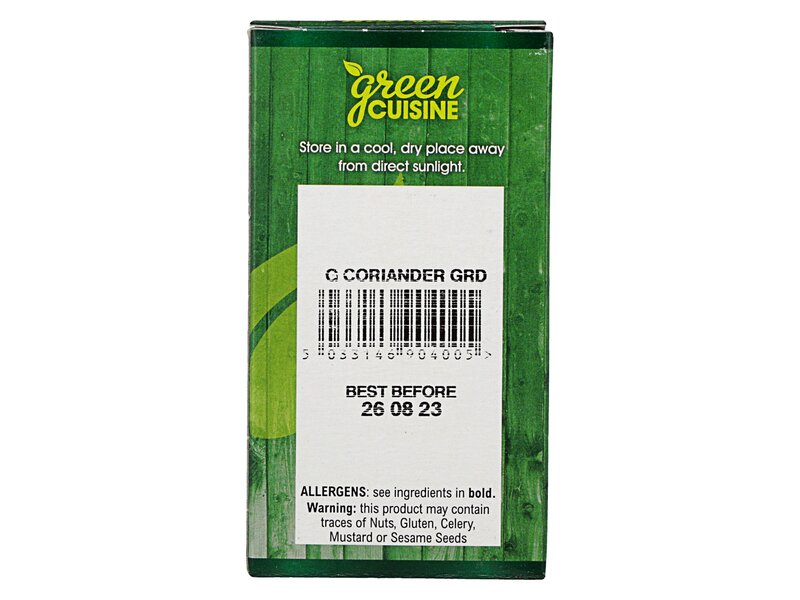 green
CUISINE
Store in a cool, dry place away
from direct sunlight.
G CORIANDER GRD
5 033146 904005 >
BEST BEFORE
26 08 23
ALLERGENS: see ingredients in bold.
Warning: this product may contain
traces of Nuts, Gluten, Celery,
Mustard or Sesame Seeds